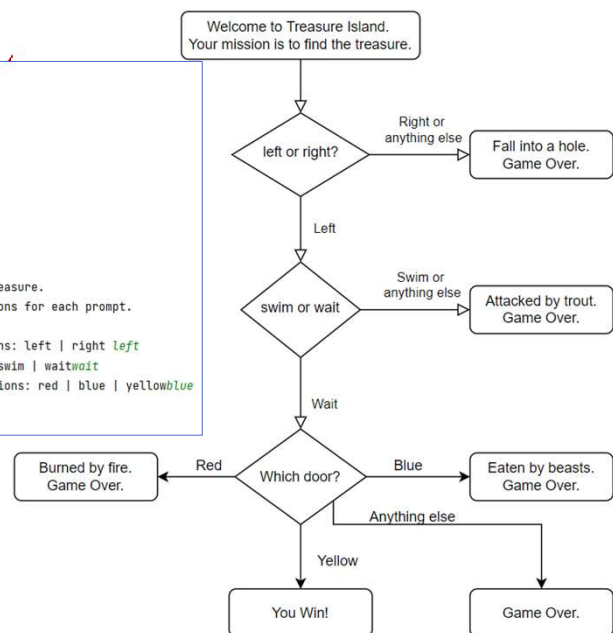 Welcome to Treasure Island.
Your mission is to find the treasure.
left or right?
Right or
anything else
Fall into a hole.
Game Over.
Left
swim or wait
Swim or
anything else
Attacked by trout.
Game Over.
Wait
easure.
ons for each prompt.
ns: left | right left
swim | waitwait
ions: red | blue | yellowblue
Burned by fire.
Game Over.
Red
Which door?
Blue
Eaten by beasts.
Game Over.
Anything else
Yellow
You Win!
Game Over.